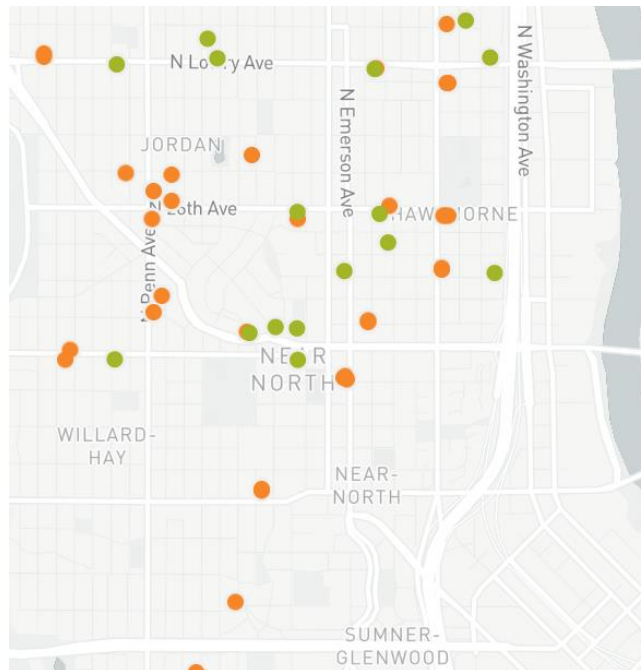 N Lowry Ave
N Washington Ave
N Emerson Ave
JORDAN
N 26th Ave
HAWTHORNE
N Penn Ave
NEAR
NORTH
WILLARD-
HAY
NEAR-
NORTH
SUMNER-
GLENWOOD